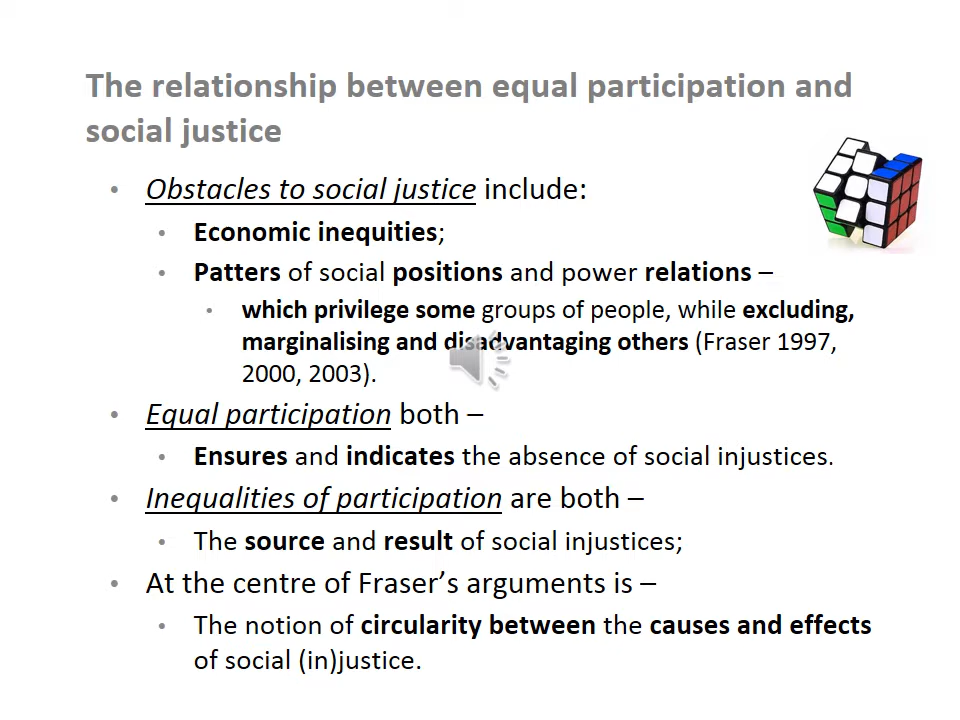 The relationship between equal participation and
social justice
• Obstacles to social justice include:
• Economic inequities;
• Patters of social positions and power relations –
• which privilege some groups of people, while excluding,
marginalising and disadvantaging others (Fraser 1997,
2000, 2003).
• Equal participation both –
• Ensures and indicates the absence of social injustices.
• Inequalities of participation are both –
• The source and result of social injustices;
• At the centre of Fraser’s arguments is –
• The notion of circularity between the causes and effects
of social (in)justice.